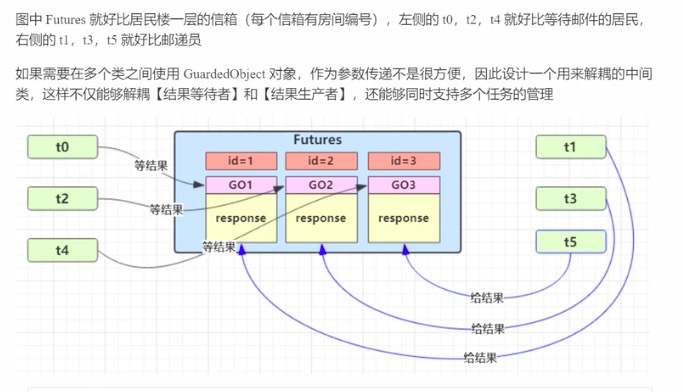 图中 Futures 就好比居民楼一层的信箱（每个信箱有房间编号），左侧的 t0，t2，t4 就好比等待邮件的居民，
右侧的 t1，t3，t5 就好比邮递员
如果需要在多个类之间使用 GuardedObject 对象，作为参数传递不是很方便，因此设计一个用来解耦的中间
类，这样不仅能够解耦【结果等待者】和【结果生产者】，还能够同时支持多个任务的管理
Futures
t0
t1
id=1
id=2
id=3
等结果
GO1
GO2
GO3
t2
t3
等结果
response
response
response
t4
t5
等结果
给结果
给结果
给结果